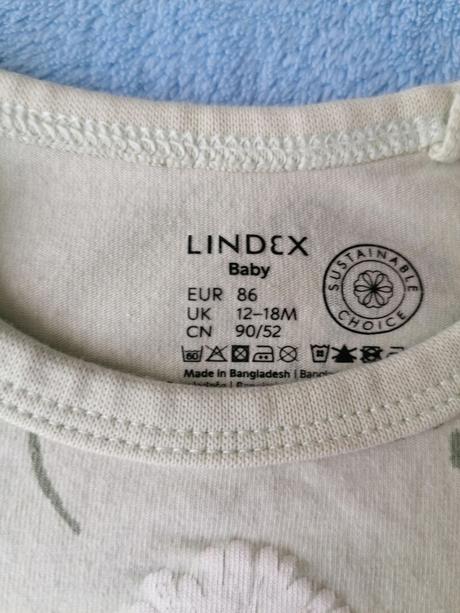 LINDEX
Baby
EUR 86
UK 12–18M
CN 90/52
SUSTAINABLE
CHOICE
60
Made in Bangladesh |